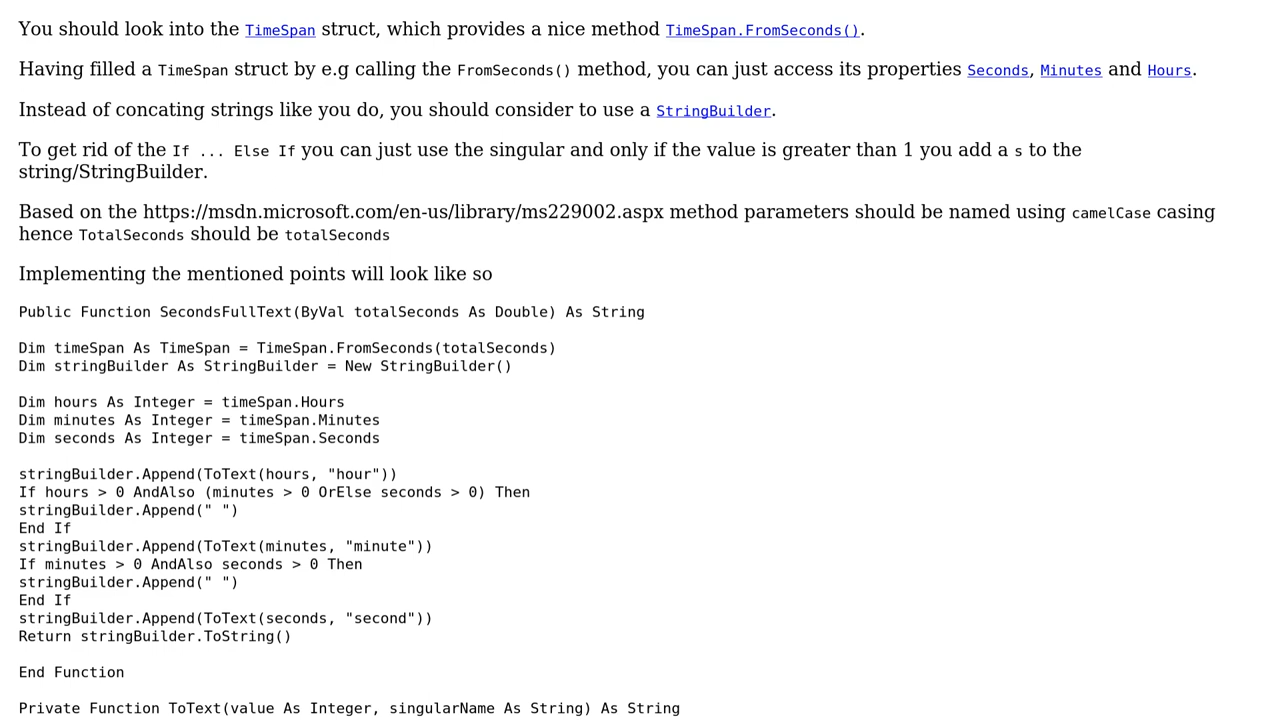 You should look into the TimeSpan struct, which provides a nice method TimeSpan.FromSeconds().
Having filled a TimeSpan struct by e.g calling the FromSeconds() method, you can just access its properties Seconds, Minutes and Hours.
Instead of concating strings like you do, you should consider to use a StringBuilder.
To get rid of the If ... Else If you can just use the singular and only if the value is greater than 1 you add a s to the
string/StringBuilder.
Based on the https://msdn.microsoft.com/en-us/library/ms229002.aspx method parameters should be named using camelCase casing
hence TotalSeconds should be totalSeconds
Implementing the mentioned points will look like so
Public Function SecondsFullText(ByVal totalSeconds As Double) As String
Dim timeSpan As TimeSpan = TimeSpan.FromSeconds(totalSeconds)
Dim stringBuilder As StringBuilder = New StringBuilder()
Dim hours As Integer = timeSpan.Hours
Dim minutes As Integer = timeSpan.Minutes
Dim seconds As Integer = timeSpan.Seconds
stringBuilder.Append(ToText(hours, "hour"))
If hours > 0 AndAlso (minutes > 0 OrElse seconds > 0) Then
stringBuilder.Append(" ")
End If
stringBuilder.Append(ToText(minutes, "minute"))
If minutes > 0 AndAlso seconds > 0 Then
stringBuilder.Append(" ")
End If
stringBuilder.Append(ToText(seconds, "second"))
Return stringBuilder.ToString()
End Function
Private Function ToText(value As Integer, singularName As String) As String